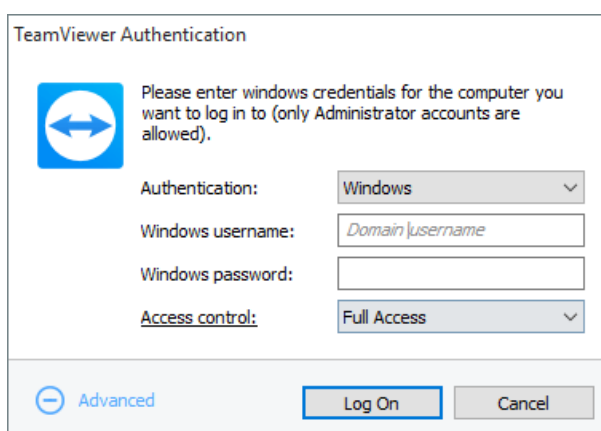 TeamViewer Authentication
Please enter windows credentials for the computer you
want to log in to (only Administrator accounts are
allowed).
Authentication: Windows
Windows username: Domain\username
Windows password:
Access control: Full Access
Advanced Log On Cancel